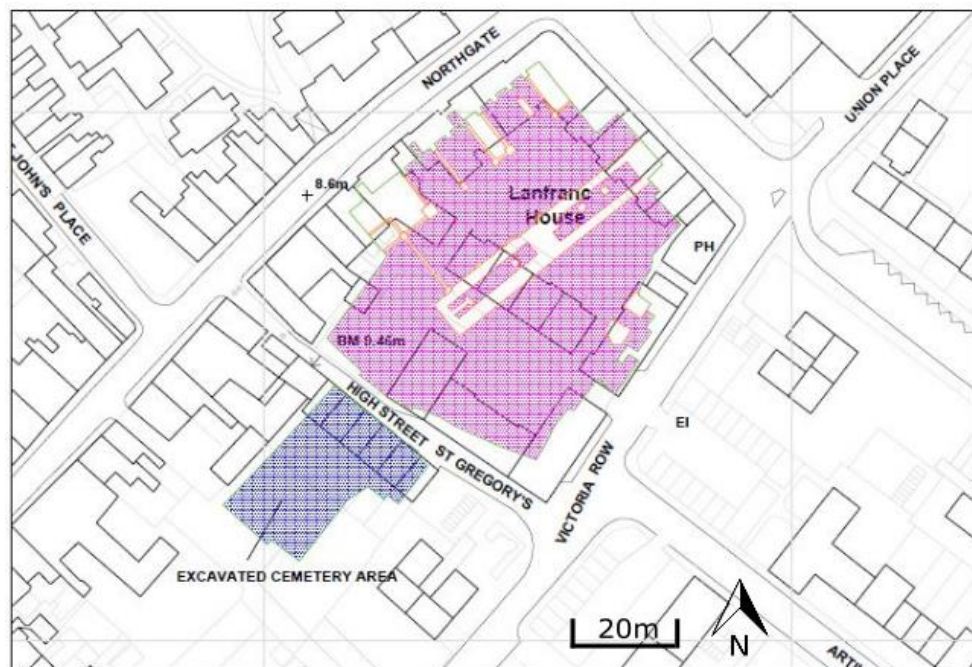 NORTHGATE
UNION PLACE
JOHN'S PLACE
8.6m
Lanfranc
House
PH
BM 9.46m
HIGH STREET ST GREGORY'S
EI
VICTORIA ROW
EXCAVATED CEMETERY AREA
20m
N
ARTI